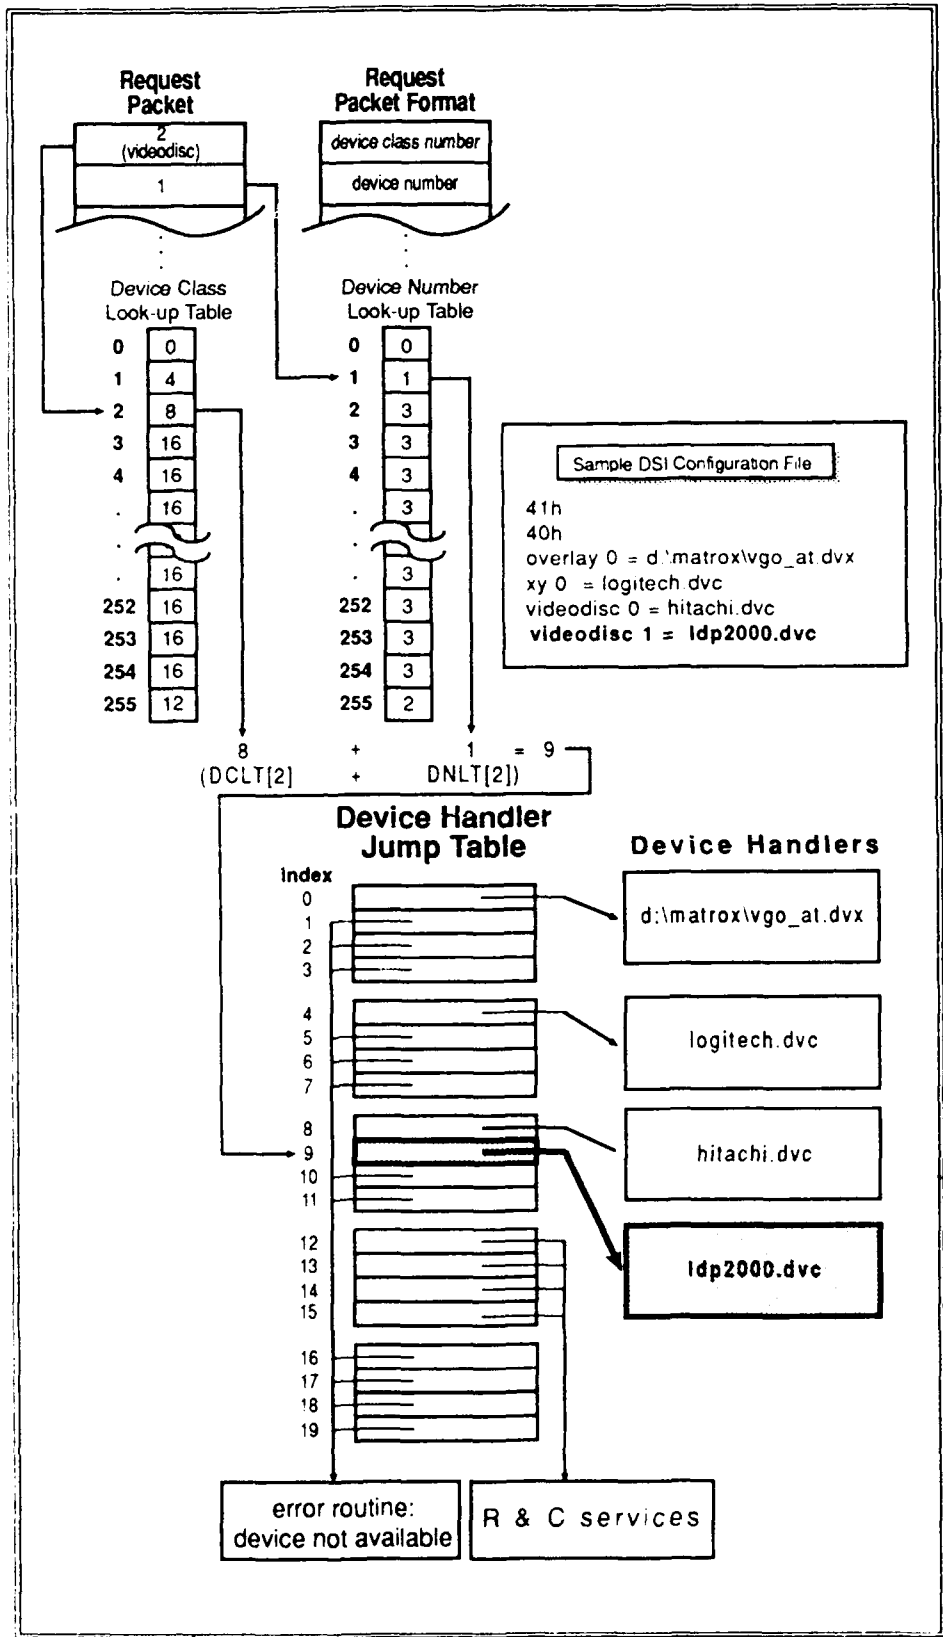 Request
Packet
2
(videodisc)
1
Request
Packet Format
device class number
device number
Device Class
Look-up Table
0 0
1 4
2 8
3 16
4 16
. 16
.
. 16
252 16
253 16
254 16
255 12
Device Number
Look-up Table
0 0
1 1
2 3
3 3
4 3
. 3
.
. 3
252 3
253 3
254 3
255 2
Sample DSI Configuration File
41h
40h
overlay 0 = d:\matrox\vgo_at.dvx
xy 0 = logitech.dvc
videodisc 0 = hitachi.dvc
videodisc 1 = ldp2000.dvc
8 + 1 = 9
(DCLT[2] + DNLT[2])
Device Handler
Jump Table
Index
0
1
2
3
4
5
6
7
8
9
10
11
12
13
14
15
16
17
18
19
Device Handlers
d:\matrox\vgo_at.dvx
logitech.dvc
hitachi.dvc
ldp2000.dvc
error routine:
device not available
R & C services